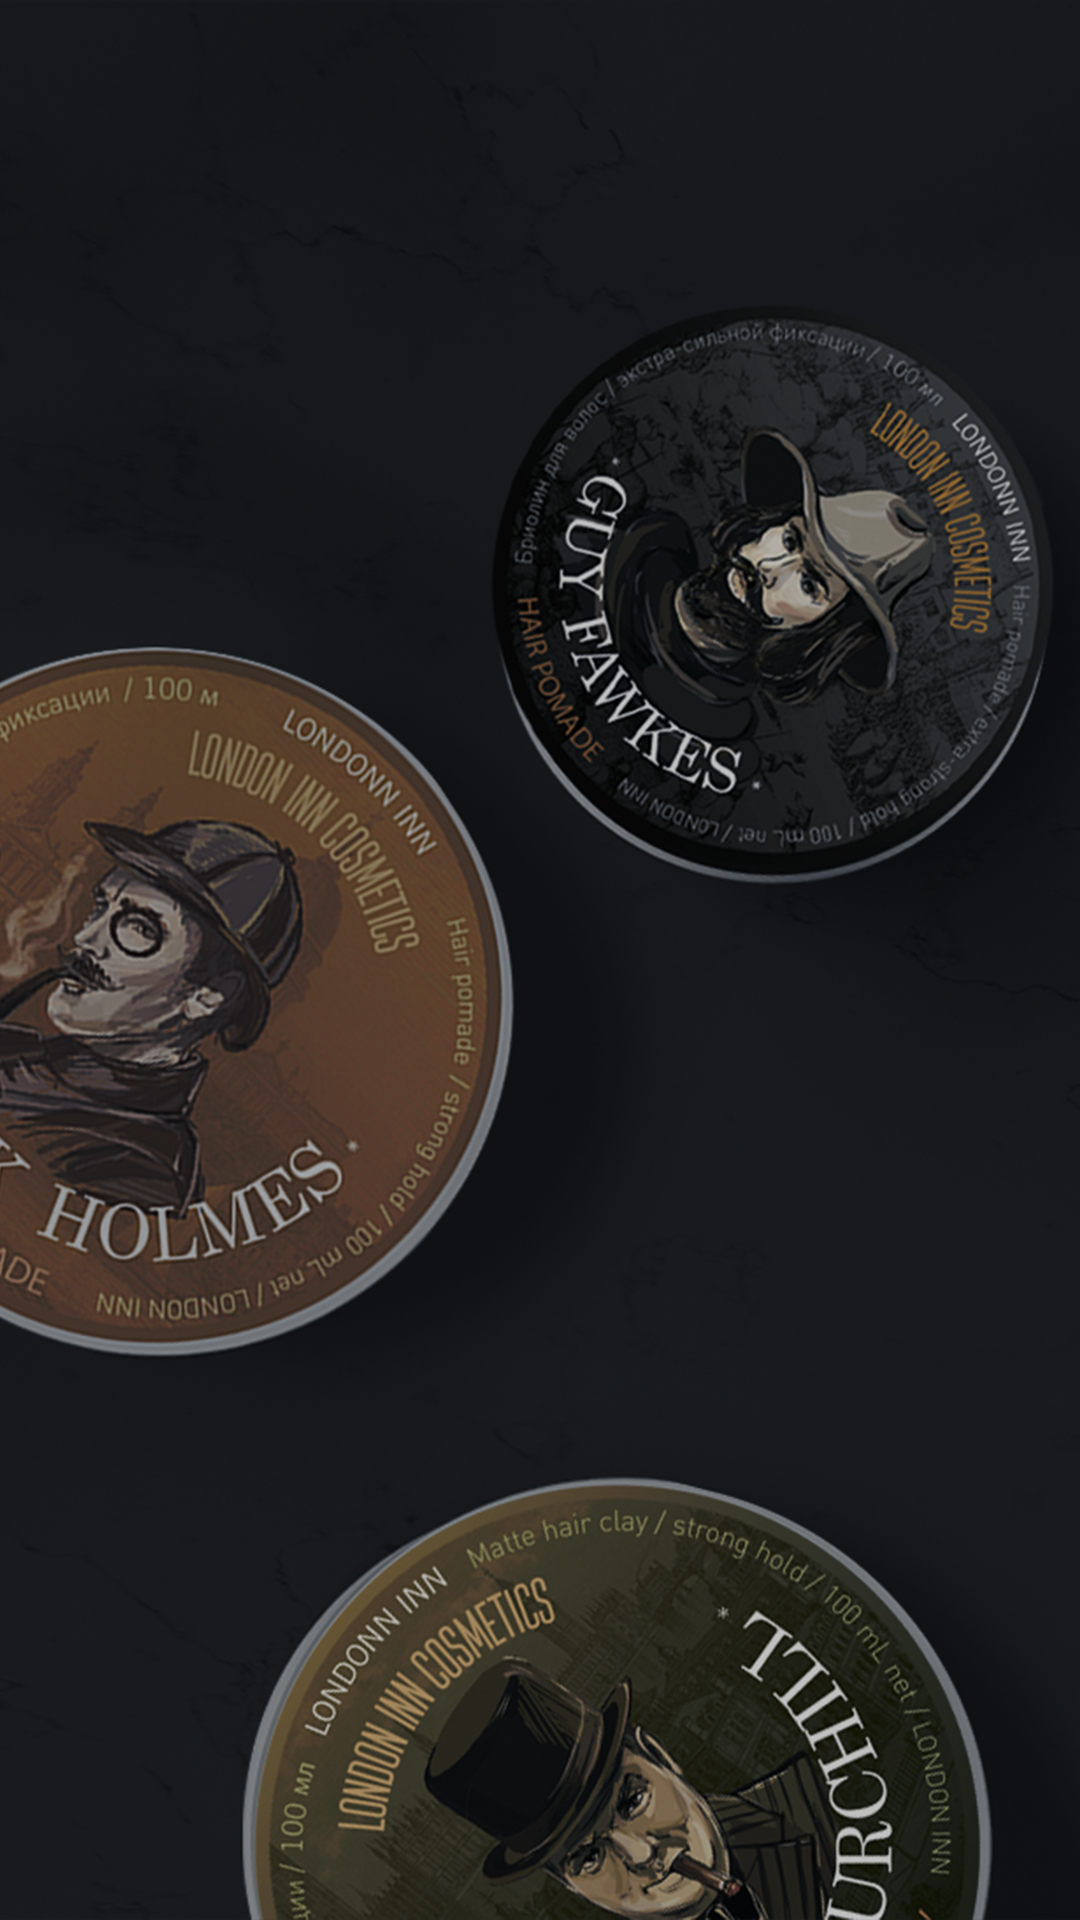 Бриолин для волос / экстра-сильной фиксации / 100 мл
LONDONN INN
Hair pomade / extra-strong hold / 100 mL net / LONDON INN
LONDON INN COSMETICS
* GUY FAWKES *
HAIR POMADE
фиксации / 100 м
LONDONN INN
Hair pomade / strong hold / 100 mL net / LONDON INN
LONDON INN COSMETICS
K HOLMES *
ADE
ции / 100 мл
LONDONN INN
Matte hair clay / strong hold / 100 mL net / LONDON INN
LONDON INN COSMETICS
URCHILL *